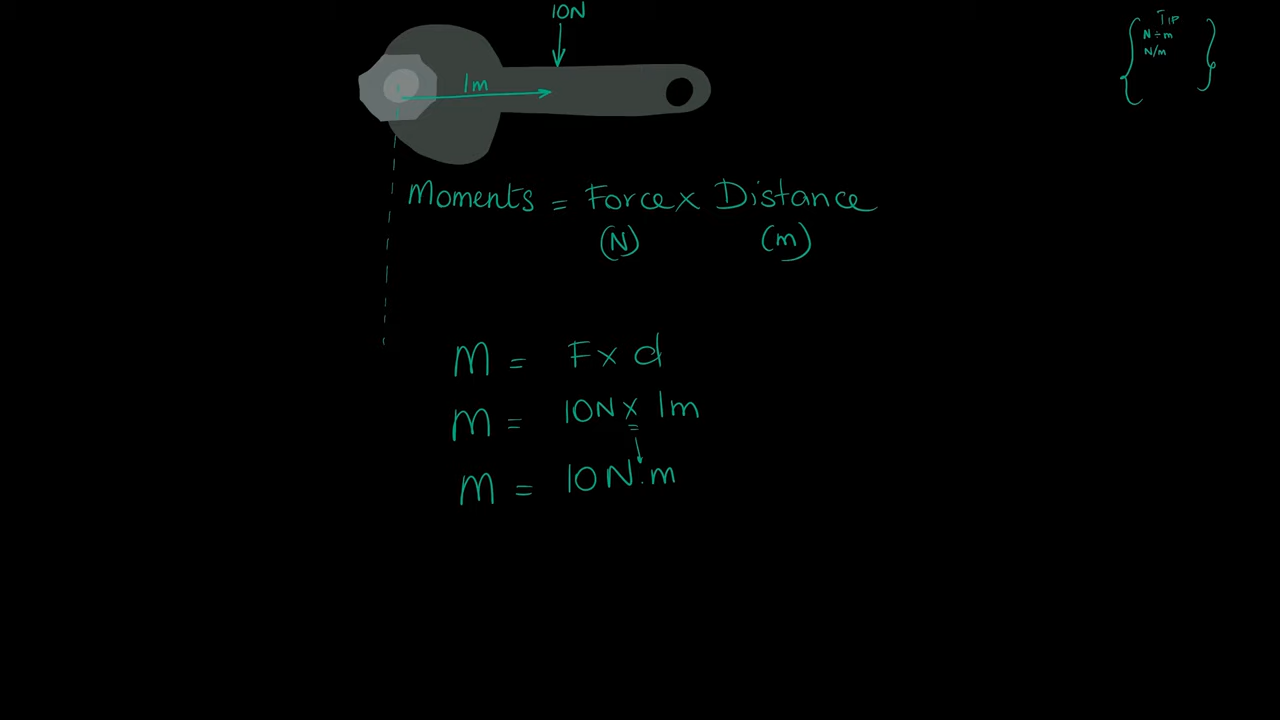 10N
Tip
N ÷ m
N/m
1m
Moments = Force x Distance
(N) (m)
M = F x d
M = 10N x 1m
M = 10N.m